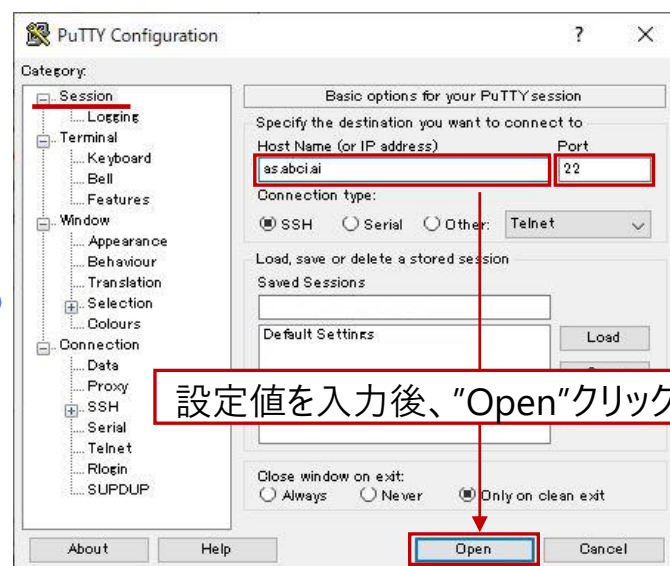 PuTTY Configuration
?
×
Category:
Session
Logging
Terminal
Keyboard
Bell
Features
Window
Appearance
Behaviour
Translation
Selection
Colours
Connection
Data
Proxy
SSH
Serial
Telnet
Rlogin
SUPDUP
Basic options for your PuTTY session
Specify the destination you want to connect to
Host Name (or IP address)
Port
as.abci.ai
22
Connection type:
SSH
Serial
Other:
Telnet
Load, save or delete a stored session
Saved Sessions
Default Settings
Load
設定値を入力後、"Open"クリック
Close window on exit:
Always
Never
Only on clean exit
About
Help
Open
Cancel